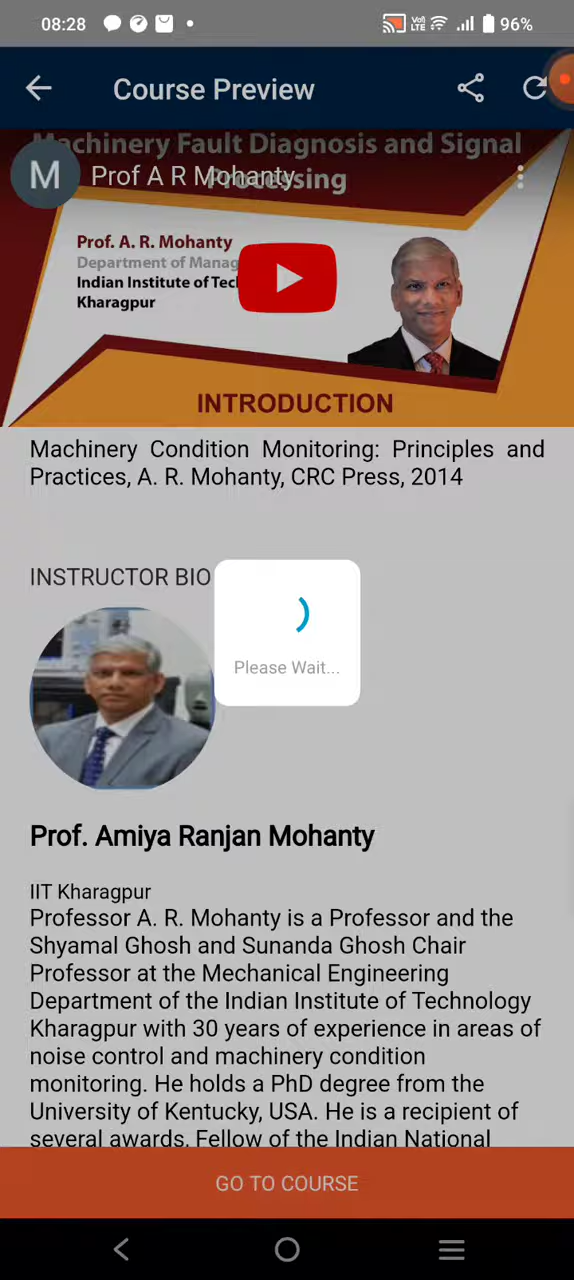 08:28
Vo))
LTE
96%
Course Preview
Machinery Fault Diagnosis and Signal
Processing
M
Prof A R Mohanty
Prof. A. R. Mohanty
Department of Manag
Indian Institute of Tec
Kharagpur
INTRODUCTION
Machinery Condition Monitoring: Principles and
Practices, A. R. Mohanty, CRC Press, 2014
INSTRUCTOR BIO
Please Wait...
Prof. Amiya Ranjan Mohanty
IIT Kharagpur
Professor A. R. Mohanty is a Professor and the
Shyamal Ghosh and Sunanda Ghosh Chair
Professor at the Mechanical Engineering
Department of the Indian Institute of Technology
Kharagpur with 30 years of experience in areas of
noise control and machinery condition
monitoring. He holds a PhD degree from the
University of Kentucky, USA. He is a recipient of
several awards. Fellow of the Indian National
GO TO COURSE